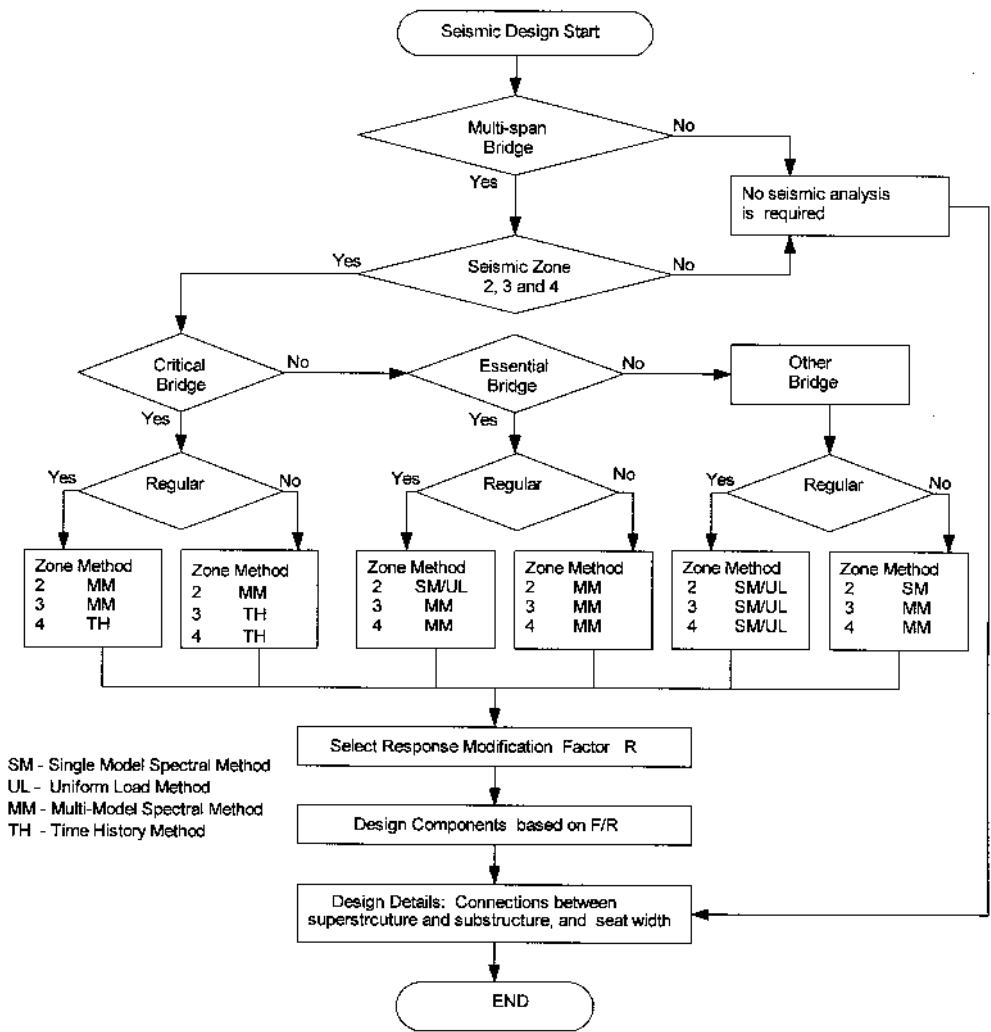 Seismic Design Start
Multi-span
Bridge
No
Yes
No seismic analysis
is required
Yes
Seismic Zone
2, 3 and 4
No
Critical
Bridge
No
Essential
Bridge
No
Other
Bridge
Yes
Yes
Yes
Regular
No
Yes
Regular
No
Yes
Regular
No
Zone Method
2 MM
3 MM
4 TH
Zone Method
2 MM
3 TH
4 TH
Zone Method
2 SM/UL
3 MM
4 MM
Zone Method
2 MM
3 MM
4 MM
Zone Method
2 SM/UL
3 SM/UL
4 SM/UL
Zone Method
2 SM
3 MM
4 MM
Select Response Modification Factor R
SM - Single Model Spectral Method
UL - Uniform Load Method
MM - Multi-Model Spectral Method
TH - Time History Method
Design Components based on F/R
Design Details: Connections between
superstrcuture and substructure, and seat width
END